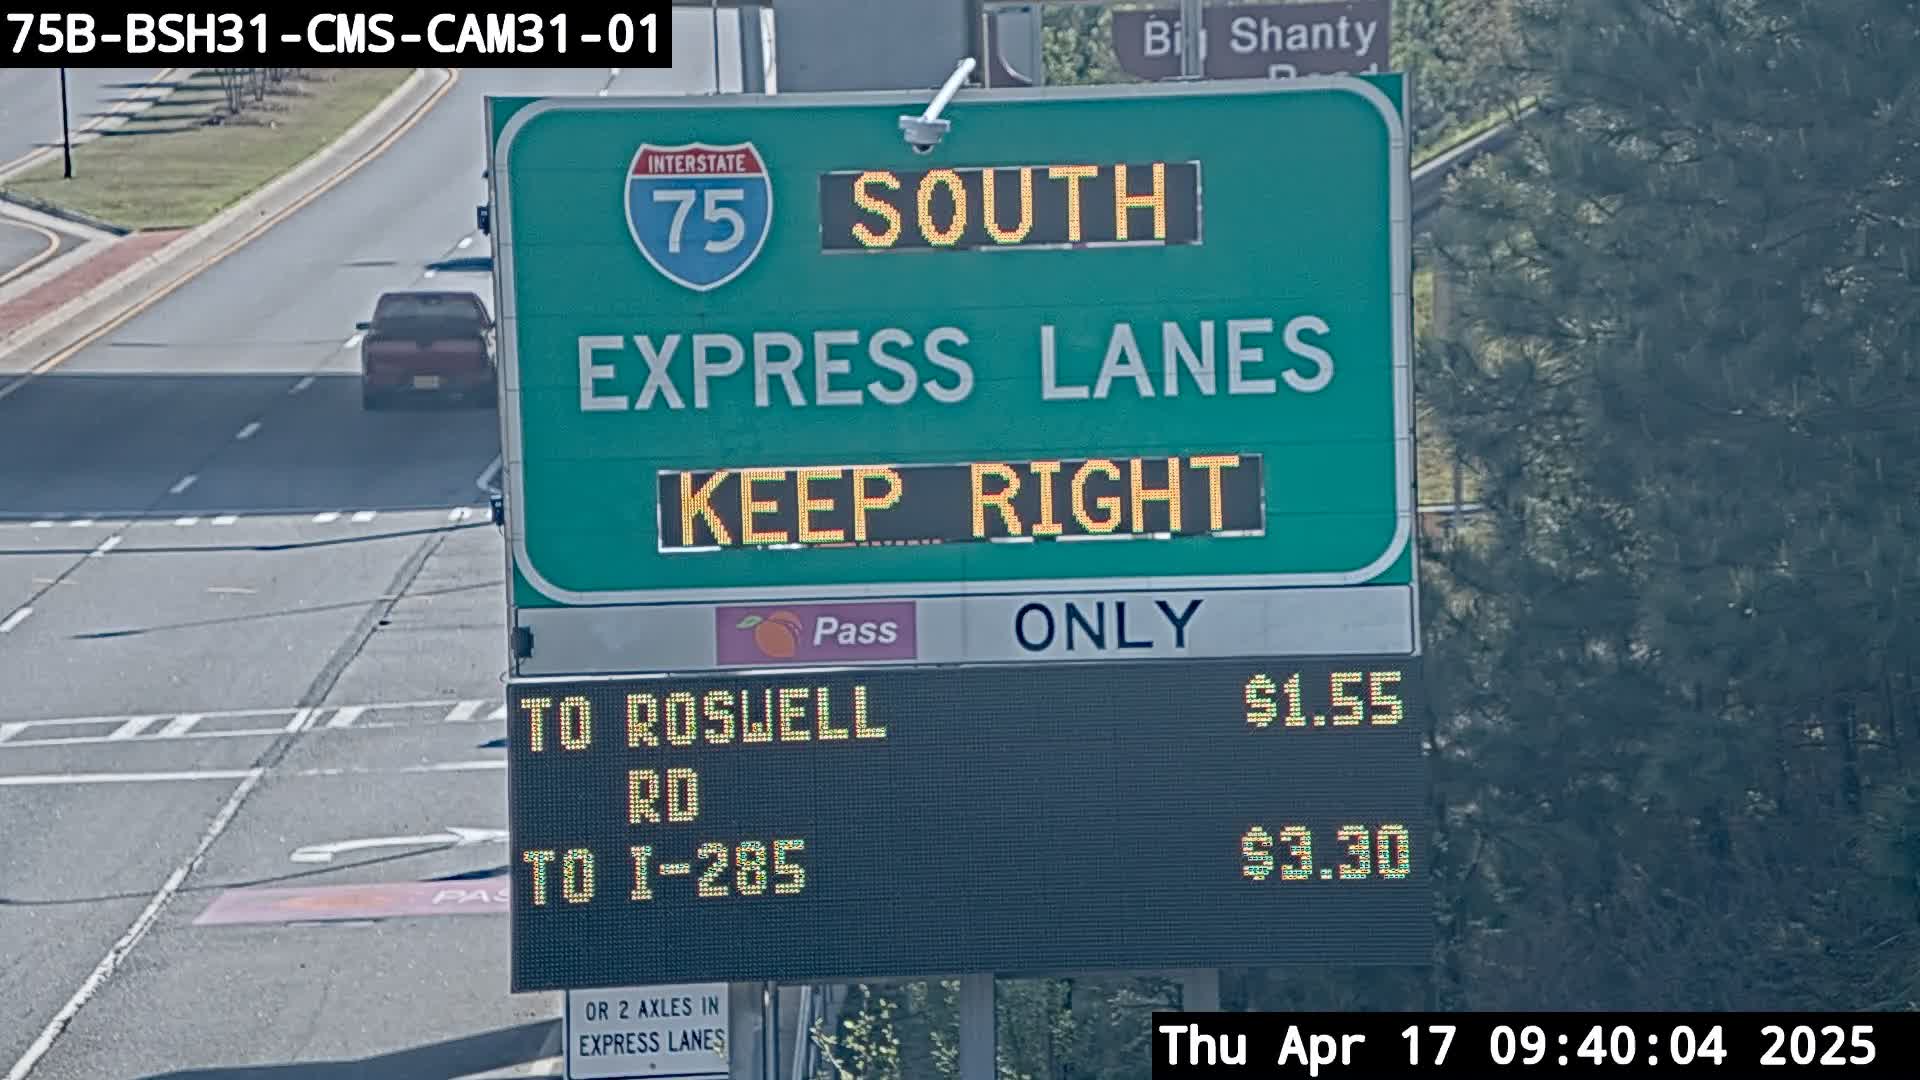 75B-BSH31-CMS-CAM31-01
Big Shanty
Road
INTERSTATE
75
SOUTH
EXPRESS LANES
KEEP RIGHT
Pass ONLY
TO ROSWELL $1.55
RD
TO I-285 $3.30
PAS
OR 2 AXLES IN
EXPRESS LANES
Thu Apr 17 09:40:04 2025